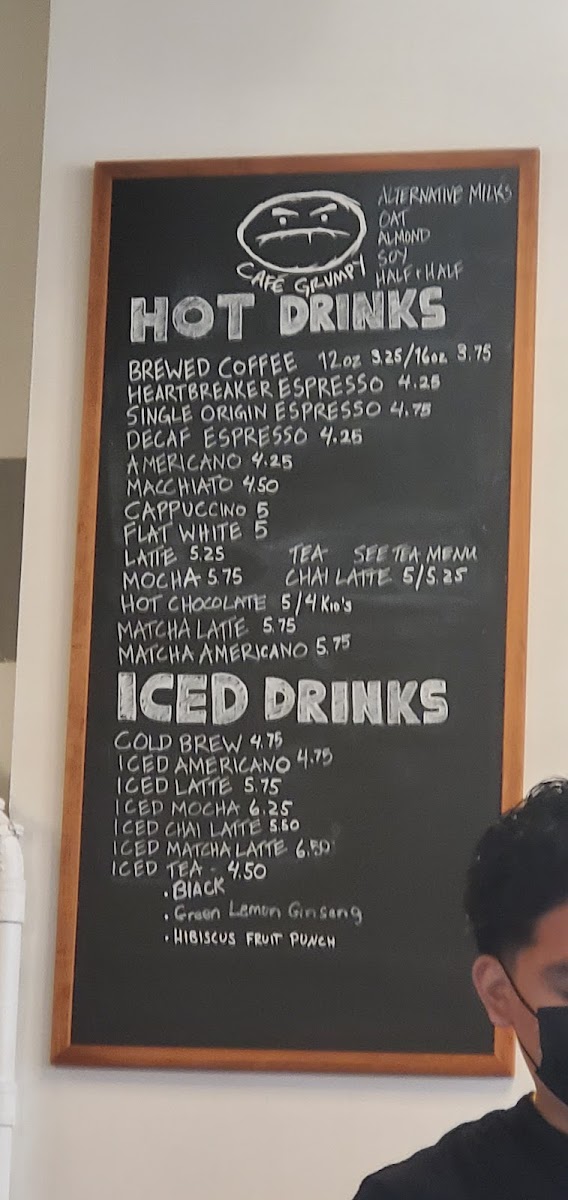 ALTERNATIVE MILKS
OAT
ALMOND
SOY
HALF + HALF
CAFÉ GRUMPY
HOT DRINKS
BREWED COFFEE 12oz 3.25/16oz 3.75
HEARTBREAKER ESPRESSO 4.25
SINGLE ORIGIN ESPRESSO 4.75
DECAF ESPRESSO 4.25
AMERICANO 4.25
MACCHIATO 4.50
CAPPUCCINO 5
FLAT WHITE 5
LATTE 5.25 TEA SEE TEA MENU
MOCHA 5.75 CHAI LATTE 5/5.25
HOT CHOCOLATE 5/4 KID'S
MATCHA LATTE 5.75
MATCHA AMERICANO 5.75
ICED DRINKS
COLD BREW 4.75
ICED AMERICANO 4.75
ICED LATTE 5.75
ICED MOCHA 6.25
ICED CHAI LATTE 5.50
ICED MATCHA LATTE 6.50
ICED TEA - 4.50
• BLACK
• Green Lemon Ginseng
• HIBISCUS FRUIT PUNCH